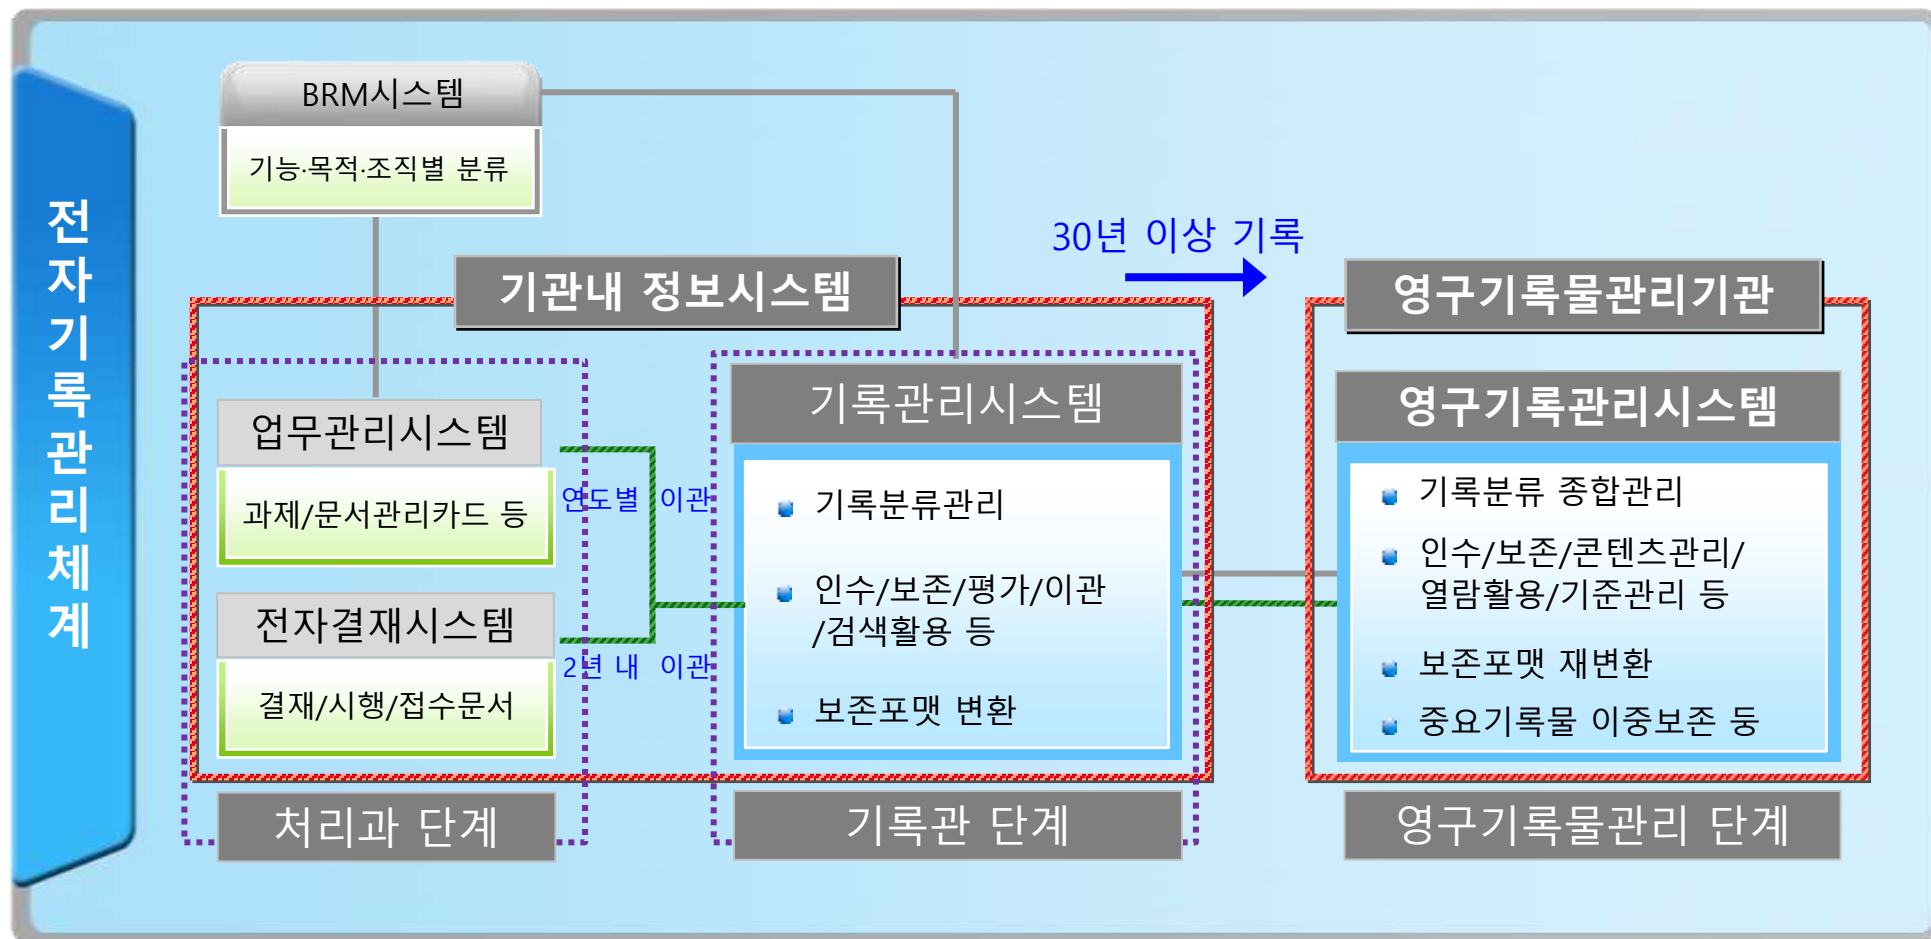 전자기록관리체계
BRM시스템
기능·목적·조직별 분류
30년 이상 기록
기관내 정보시스템
영구기록물관리기관
업무관리시스템
과제/문서관리카드 등
연도별 이관
전자결재시스템
2년 내 이관
결재/시행/접수문서
기록관리시스템
기록분류관리
인수/보존/평가/이관
/검색활용 등
보존포맷 변환
영구기록관리시스템
기록분류 종합관리
인수/보존/콘텐츠관리/
열람활용/기준관리 등
보존포맷 재변환
중요기록물 이중보존 둥
처리과 단계
기록관 단계
영구기록물관리 단계